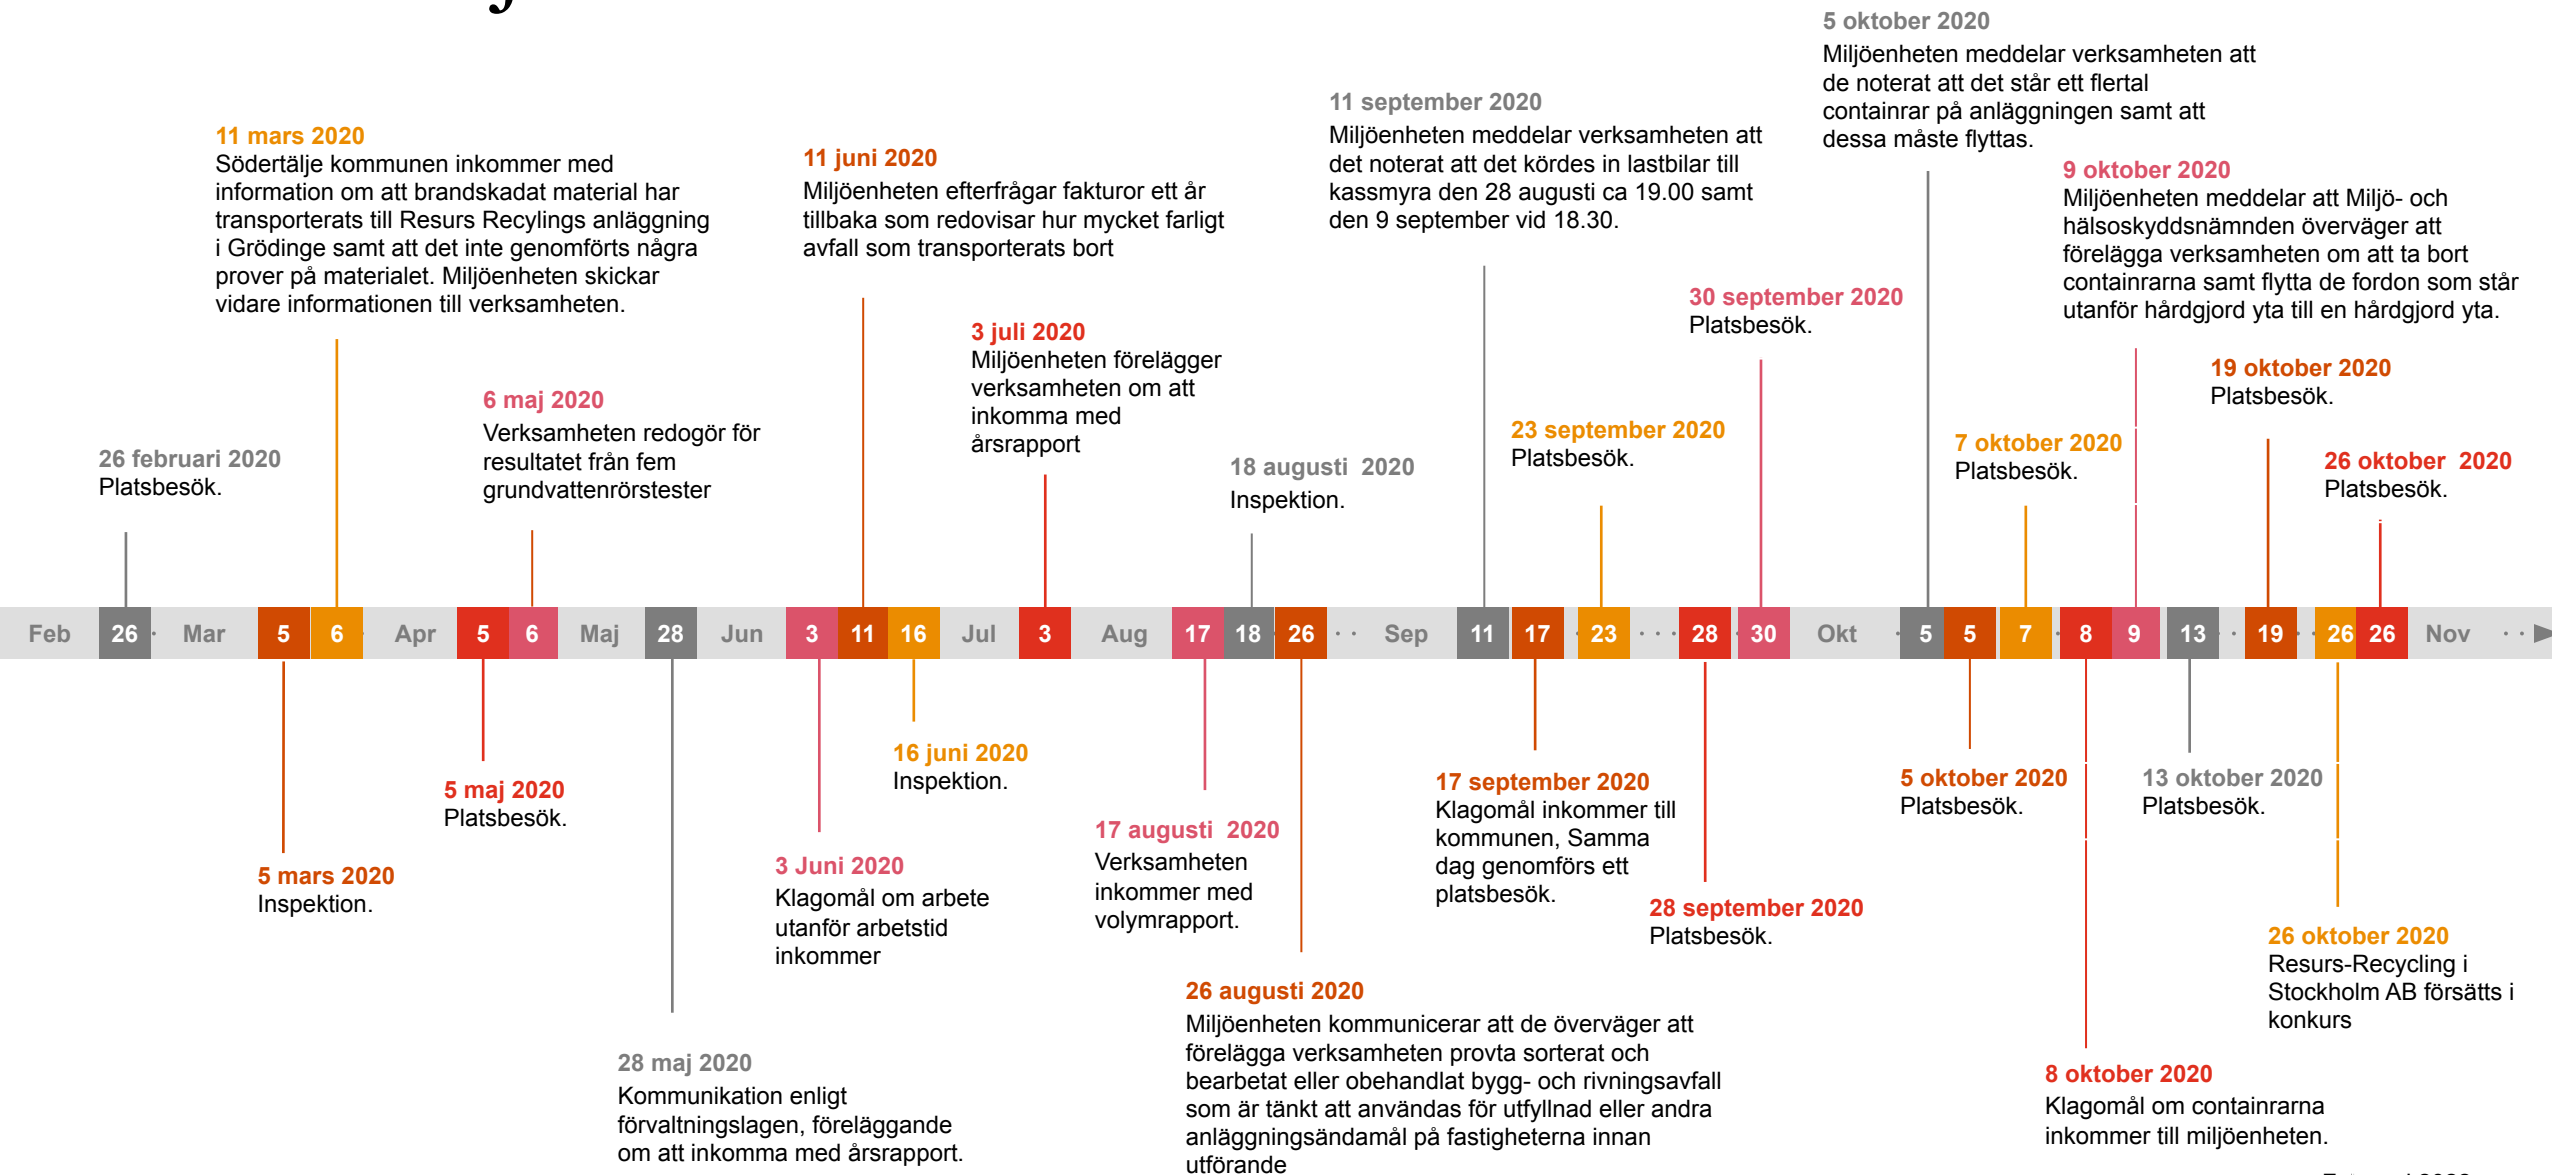 5 oktober 2020
Miljöenheten meddelar verksamheten att
de noterat att det står ett flertal
containrar på anläggningen samt att
dessa måste flyttas.
11 september 2020
Miljöenheten meddelar verksamheten att
det noterat att det kördes in lastbilar till
kassmyra den 28 augusti ca 19.00 samt
den 9 september vid 18.30.
11 mars 2020
Södertälje kommunen inkommer med
information om att brandskadat material har
transporterats till Resurs Recylings anläggning
i Grödinge samt att det inte genomförts några
prover på materialet. Miljöenheten skickar
vidare informationen till verksamheten.
11 juni 2020
Miljöenheten efterfrågar fakturor ett år
tillbaka som redovisar hur mycket farligt
avfall som transporterats bort
9 oktober 2020
Miljöenheten meddelar att Miljö- och
hälsoskyddsnämnden överväger att
förelägga verksamheten om att ta bort
containrarna samt flytta de fordon som står
utanför hårdgjord yta till en hårdgjord yta.
30 september 2020
Platsbesök.
3 juli 2020
Miljöenheten förelägger
verksamheten om att
inkomma med
årsrapport
19 oktober 2020
Platsbesök.
6 maj 2020
Verksamheten redogör för
resultatet från fem
grundvattenrörstester
23 september 2020
Platsbesök.
7 oktober 2020
Platsbesök.
26 februari 2020
Platsbesök.
18 augusti  2020
Inspektion.
26 oktober  2020
Platsbesök.
Feb 26 Mar 5 6 Apr 5 6 Maj 28 Jun 3 11 16 Jul 3 Aug 17 18 26 Sep 11 17 23 28 30 Okt 5 5 7 8 9 13 19 26 26 Nov
16 juni 2020
Inspektion.
5 maj 2020
Platsbesök.
17 september 2020
Klagomål inkommer till
kommunen, Samma
dag genomförs ett
platsbesök.
5 oktober 2020
Platsbesök.
13 oktober 2020
Platsbesök.
17 augusti  2020
Verksamheten
inkommer med
volymrapport.
3 Juni 2020
Klagomål om arbete
utanför arbetstid
inkommer
5 mars 2020
Inspektion.
28 september 2020
Platsbesök.
26 oktober 2020
Resurs-Recycling i
Stockholm AB försätts i
konkurs
26 augusti 2020
Miljöenheten kommunicerar att de överväger att
förelägga verksamheten provta sorterat och
bearbetat eller obehandlat bygg- och rivningsavfall
som är tänkt att användas för utfyllnad eller andra
anläggningsändamål på fastigheterna innan
utförande
28 maj 2020
Kommunikation enligt
förvaltningslagen, föreläggande
om att inkomma med årsrapport.
8 oktober 2020
Klagomål om containrarna
inkommer till miljöenheten.